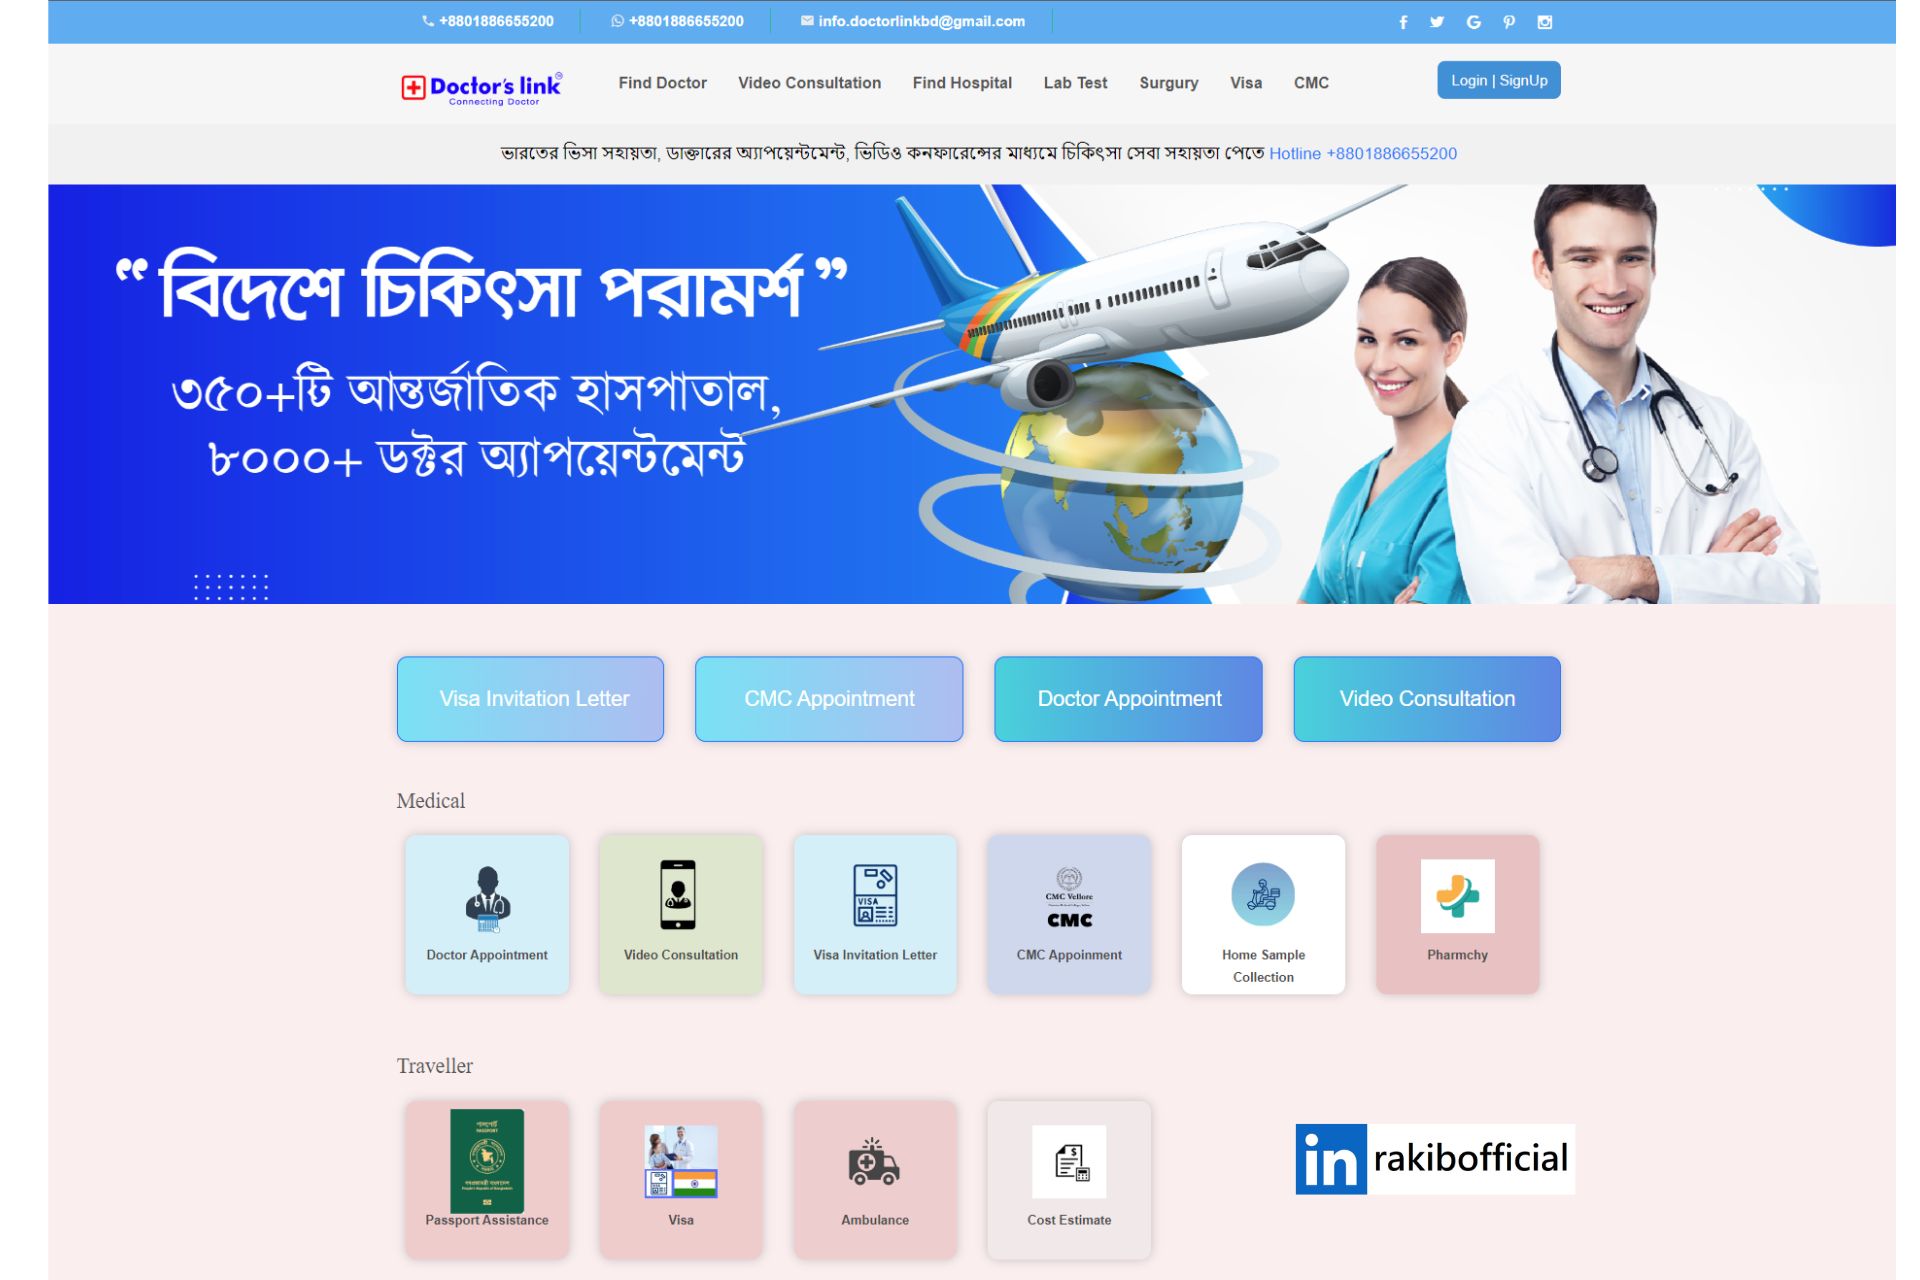 +8801886655200 +8801886655200 info.doctorlinkbd@gmail.com
Doctor's link
Connecting Doctor
Find Doctor Video Consultation Find Hospital Lab Test Surgury Visa CMC
Login | SignUp
ভারতের ভিসা সহায়তা, ডাক্তারের অ্যাপয়েন্টমেন্ট, ভিডিও কনফারেন্সের মাধ্যমে চিকিৎসা সেবা সহায়তা পেতে Hotline +8801886655200
“বিদেশে চিকিৎসা পরামর্শ”
৩৫০+টি আন্তর্জাতিক হাসপাতাল,
৮০০০+ ডক্টর অ্যাপয়েন্টমেন্ট
Visa Invitation Letter CMC Appointment Doctor Appointment Video Consultation
Medical
VISA
CMC Vellore
CMC
Doctor Appointment Video Consultation Visa Invitation Letter CMC Appoinment Home Sample Collection Pharmchy
Traveller
পাসপোর্ট
PASSPORT
Passport Assistance Visa Ambulance Cost Estimate
in rakibofficial